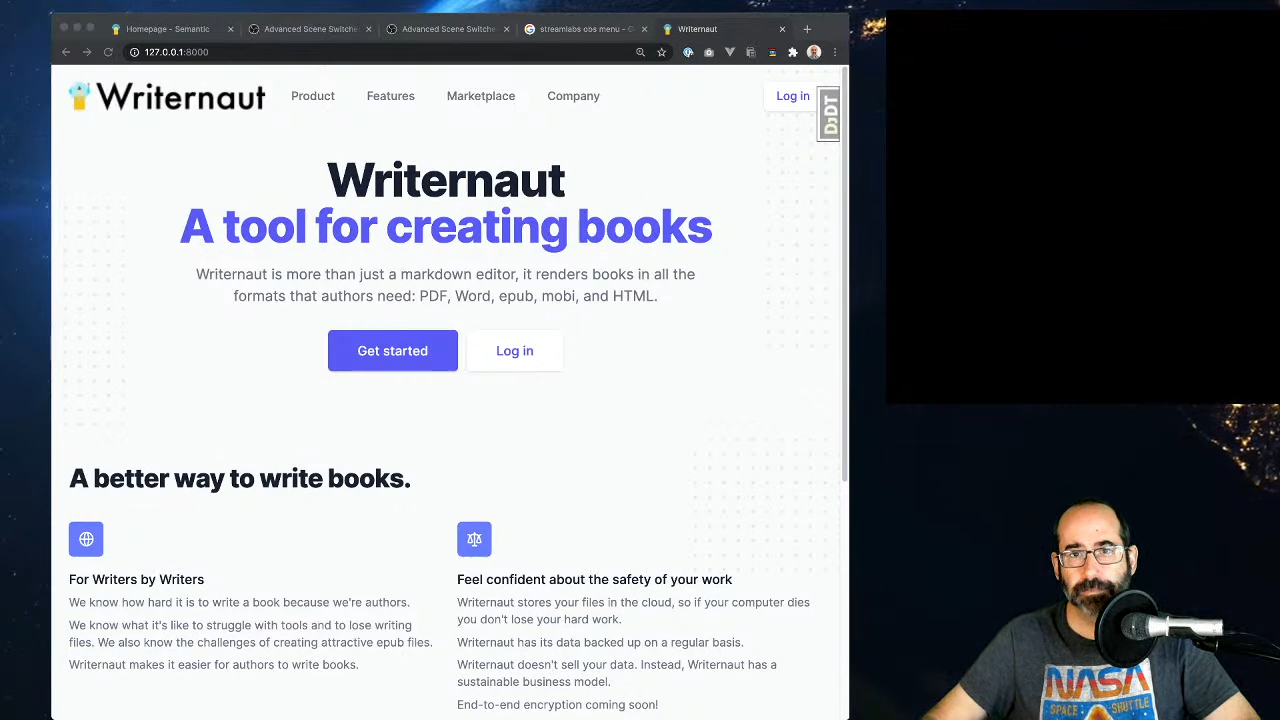 Homepage - Semantic
Advanced Scene Switche
Advanced Scene Switche
streamlabs obs menu - G
Writernaut
127.0.0.1:8000
Writernaut
Product
Features
Marketplace
Company
Log in
DjDT
Writernaut
A tool for creating books
Writernaut is more than just a markdown editor, it renders books in all the
formats that authors need: PDF, Word, epub, mobi, and HTML.
Get started
Log in
A better way to write books.
For Writers by Writers
We know how hard it is to write a book because we're authors.
We know what it's like to struggle with tools and to lose writing
files. We also know the challenges of creating attractive epub files.
Writernaut makes it easier for authors to write books.
Feel confident about the safety of your work
Writernaut stores your files in the cloud, so if your computer dies
you don't lose your hard work.
Writernaut has its data backed up on a regular basis.
Writernaut doesn't sell your data. Instead, Writernaut has a
sustainable business model.
End-to-end encryption coming soon!
NASA
SPACE SHUTTLE